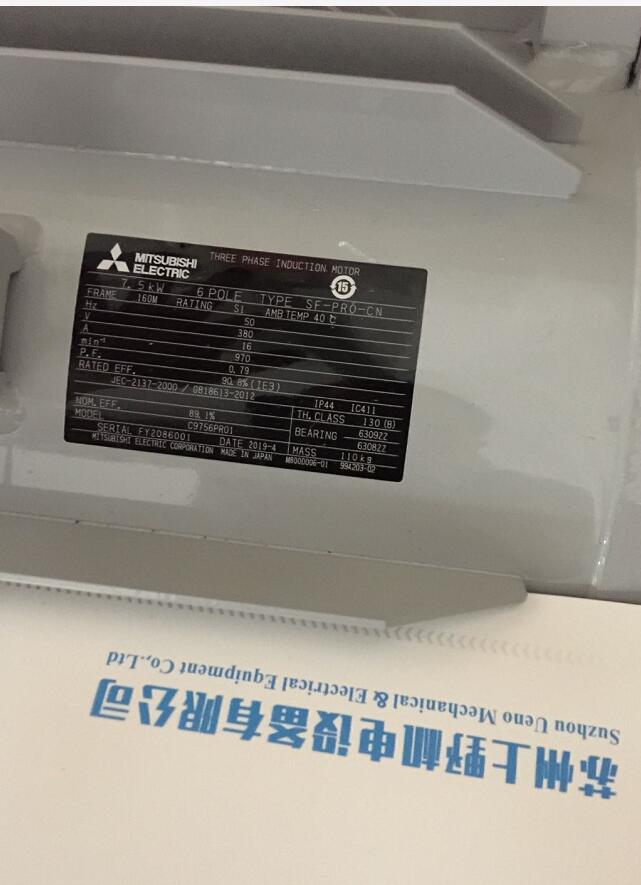 MITSUBISHI
ELECTRIC
THREE PHASE INDUCTION MOTOR
15
7.5kW 6 POLE TYPE SF-PRO-CN
FRAME 160M RATING S1 AMB TEMP 40℃
Hz 50
V 380
A 16
min⁻¹ 970
P.F. 0.79
RATED EFF. 90.8%(IE3)
JEC-2137-2000 / GB18613-2012
IP44 IC411
NOM.EFF. 89.1%
TH.CLASS 130(B)
MODEL C9756PR01
BEARING 6309ZZ
6308ZZ
SERIAL FY2086001 DATE 2019-4
MASS 110kg
MITSUBISHI ELECTRIC CORPORATION MADE IN JAPAN M8000006-01 994203-02
苏州上野机电设备有限公司
Suzhou Ueno Mechanical & Electrical Equipment Co.,Ltd